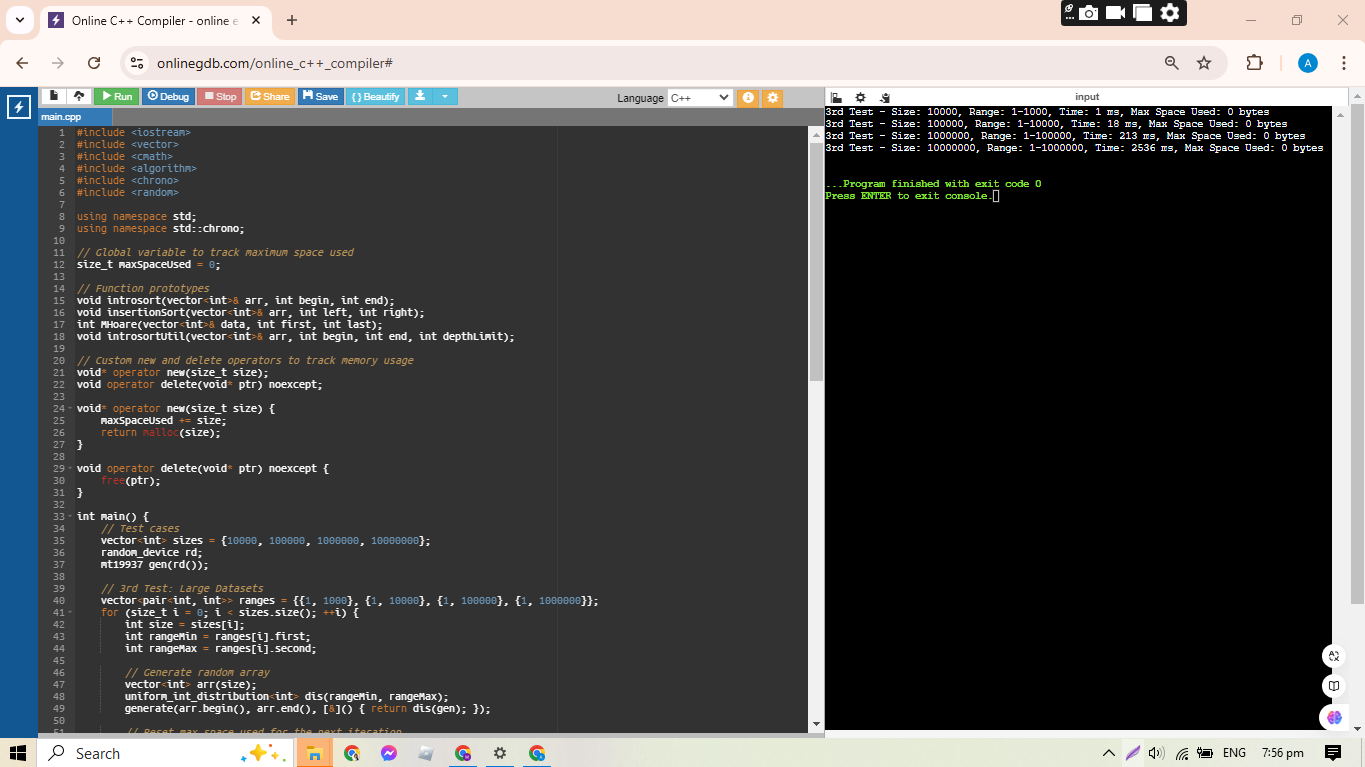 Online C++ Compiler - online e
onlinegdb.com/online_c++_compiler#
A
Run
Debug
Stop
Share
Save
{ } Beautify
Language C++
input
main.cpp
1 #include <iostream>
2 #include <vector>
3 #include <cmath>
4 #include <algorithm>
5 #include <chrono>
6 #include <random>
7
8 using namespace std;
9 using namespace std::chrono;
10
11 // Global variable to track maximum space used
12 size_t maxSpaceUsed = 0;
13
14 // Function prototypes
15 void introsort(vector<int>& arr, int begin, int end);
16 void insertionSort(vector<int>& arr, int left, int right);
17 int MHoare(vector<int>& data, int first, int last);
18 void introsortUtil(vector<int>& arr, int begin, int end, int depthLimit);
19
20 // Custom new and delete operators to track memory usage
21 void* operator new(size_t size);
22 void operator delete(void* ptr) noexcept;
23
24 void* operator new(size_t size) {
25 maxSpaceUsed += size;
26 return malloc(size);
27 }
28
29 void operator delete(void* ptr) noexcept {
30 free(ptr);
31 }
32
33 int main() {
34 // Test cases
35 vector<int> sizes = {10000, 100000, 1000000, 10000000};
36 random_device rd;
37 mt19937 gen(rd());
38
39 // 3rd Test: Large Datasets
40 vector<pair<int, int>> ranges = {{1, 1000}, {1, 10000}, {1, 100000}, {1, 1000000}};
41 for (size_t i = 0; i < sizes.size(); ++i) {
42 int size = sizes[i];
43 int rangeMin = ranges[i].first;
44 int rangeMax = ranges[i].second;
45
46 // Generate random array
47 vector<int> arr(size);
48 uniform_int_distribution<int> dis(rangeMin, rangeMax);
49 generate(arr.begin(), arr.end(), [&]() { return dis(gen); });
50
51 // Reset max space used for the next iteration
3rd Test - Size: 10000, Range: 1-1000, Time: 1 ms, Max Space Used: 0 bytes
3rd Test - Size: 100000, Range: 1-10000, Time: 18 ms, Max Space Used: 0 bytes
3rd Test - Size: 1000000, Range: 1-100000, Time: 213 ms, Max Space Used: 0 bytes
3rd Test - Size: 10000000, Range: 1-1000000, Time: 2536 ms, Max Space Used: 0 bytes
...Program finished with exit code 0
Press ENTER to exit console.
Search
ENG
7:56 pm